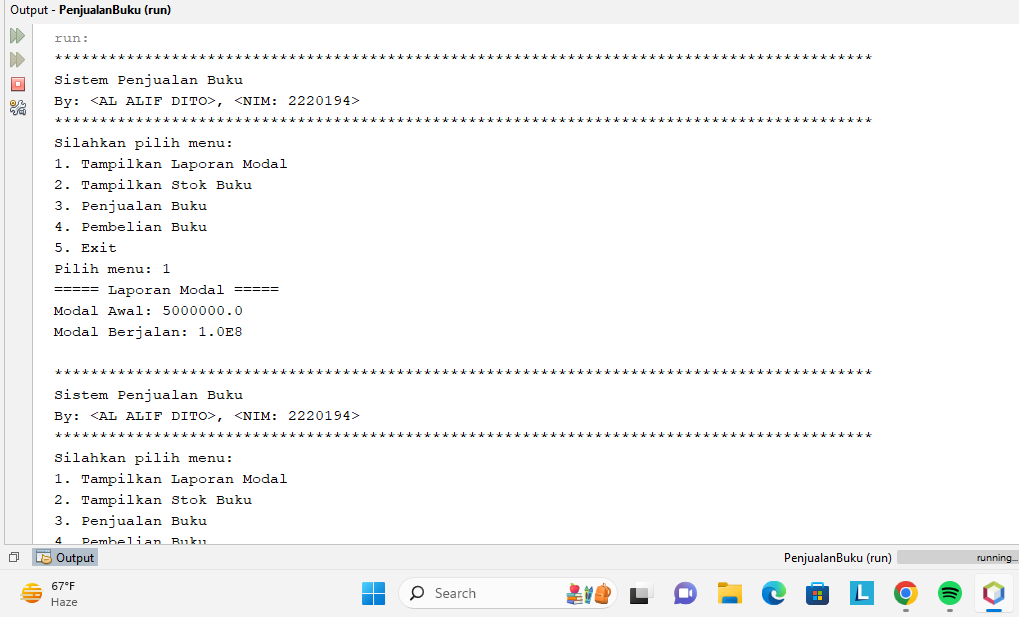 Output - PenjualanBuku (run)
run:
*******************************************************************************************
Sistem Penjualan Buku
By: <AL ALIF DITO>, <NIM: 2220194>
*******************************************************************************************
Silahkan pilih menu:
1. Tampilkan Laporan Modal
2. Tampilkan Stok Buku
3. Penjualan Buku
4. Pembelian Buku
5. Exit
Pilih menu: 1
===== Laporan Modal =====
Modal Awal: 5000000.0
Modal Berjalan: 1.0E8
*******************************************************************************************
Sistem Penjualan Buku
By: <AL ALIF DITO>, <NIM: 2220194>
*******************************************************************************************
Silahkan pilih menu:
1. Tampilkan Laporan Modal
2. Tampilkan Stok Buku
3. Penjualan Buku
4. Pembelian Buku
Output
PenjualanBuku (run)
running...
67°F
Haze
Search
L